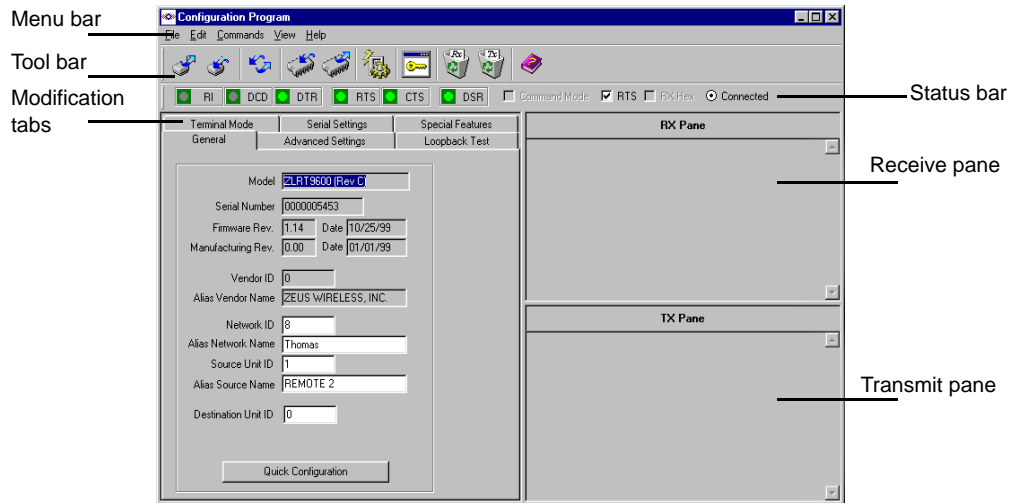 Menu bar
Configuration Program
File Edit Commands View Help
Tool bar
Rx Tx
Modification tabs
RI DCD DTR RTS CTS DSR Command Mode RTS RX-Hex Connected
Status bar
Terminal Mode Serial Settings Special Features
General Advanced Settings Loopback Test
RX Pane
Receive pane
Model ZLRT9600 (Rev C)
Serial Number 0000005453
Firmware Rev. 1.14 Date 10/25/99
Manufacturing Rev. 0.00 Date 01/01/99
Vendor ID 0
Alias Vendor Name ZEUS WIRELESS, INC.
Network ID 8
Alias Network Name Thomas
Source Unit ID 1
Alias Source Name REMOTE 2
Destination Unit ID 0
Quick Configuration
TX Pane
Transmit pane